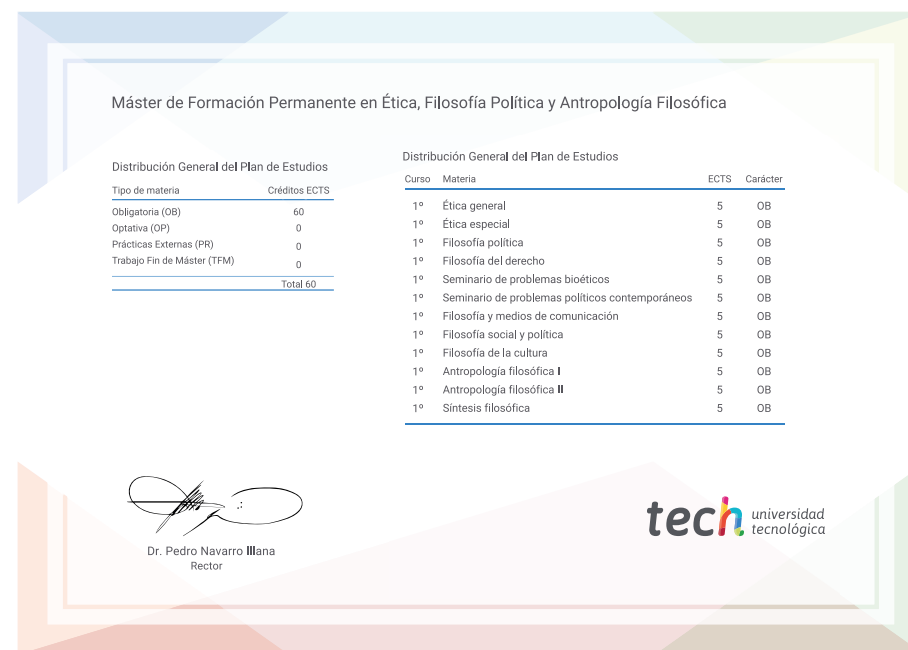 Máster de Formación Permanente en Ética, Filosofía Política y Antropología Filosófica
Distribución General del Plan de Estudios
Tipo de materia Créditos ECTS
Obligatoria (OB) 60
Optativa (OP) 0
Prácticas Externas (PR) 0
Trabajo Fin de Máster (TFM) 0
Total 60
Distribución General del Plan de Estudios
Curso Materia ECTS Carácter
1º Ética general 5 OB
1º Ética especial 5 OB
1º Filosofía política 5 OB
1º Filosofía del derecho 5 OB
1º Seminario de problemas bioéticos 5 OB
1º Seminario de problemas políticos contemporáneos 5 OB
1º Filosofía y medios de comunicación 5 OB
1º Filosofía social y política 5 OB
1º Filosofía de la cultura 5 OB
1º Antropología filosófica I 5 OB
1º Antropología filosófica II 5 OB
1º Síntesis filosófica 5 OB
Dr. Pedro Navarro Illana
Rector
tech universidad
tecnológica